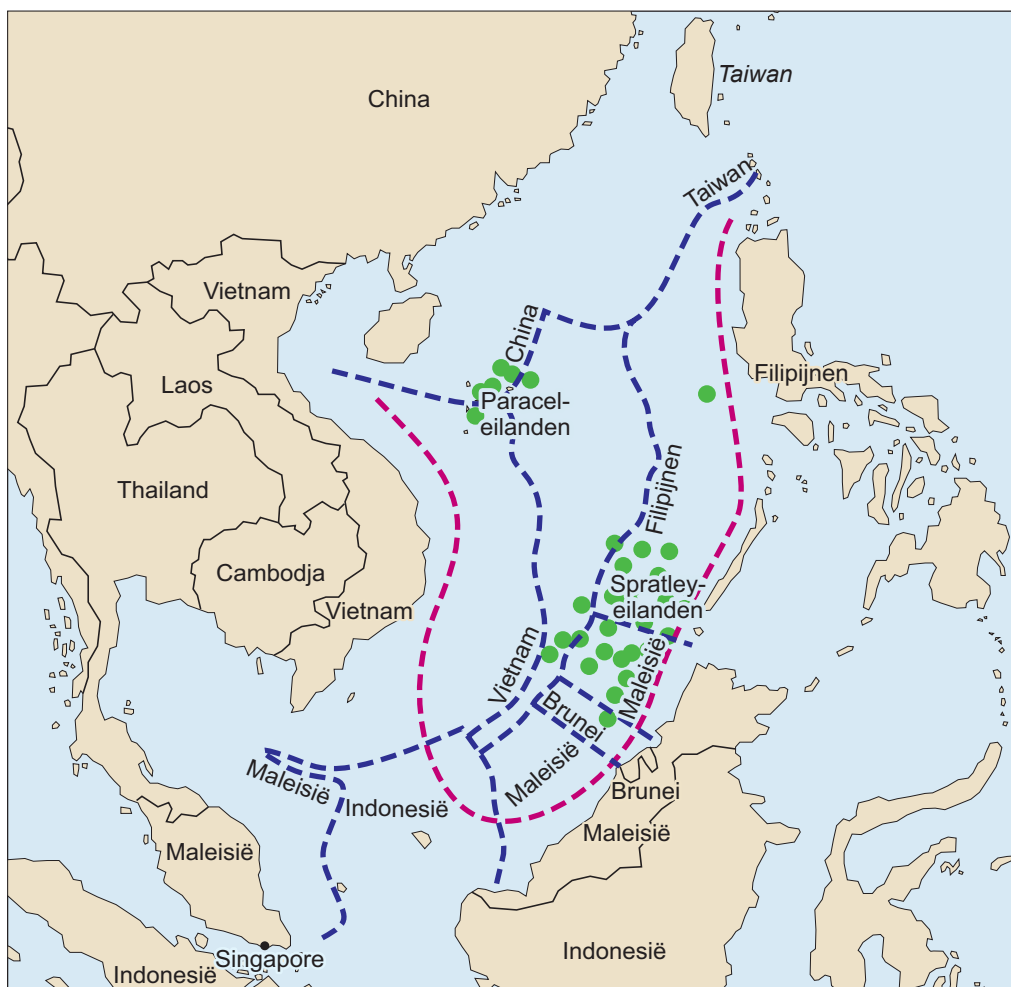 Taiwan
China
Taiwan
Vietnam
China
Laos
Filipijnen
Paracel-
eilanden
Thailand
Filipijnen
Cambodja
Spratley-
eilanden
Vietnam
Vietnam
Maleisië
Brunei
Maleisië
Maleisië
Indonesië
Brunei
Maleisië
Maleisië
Singapore
Indonesië
Indonesië